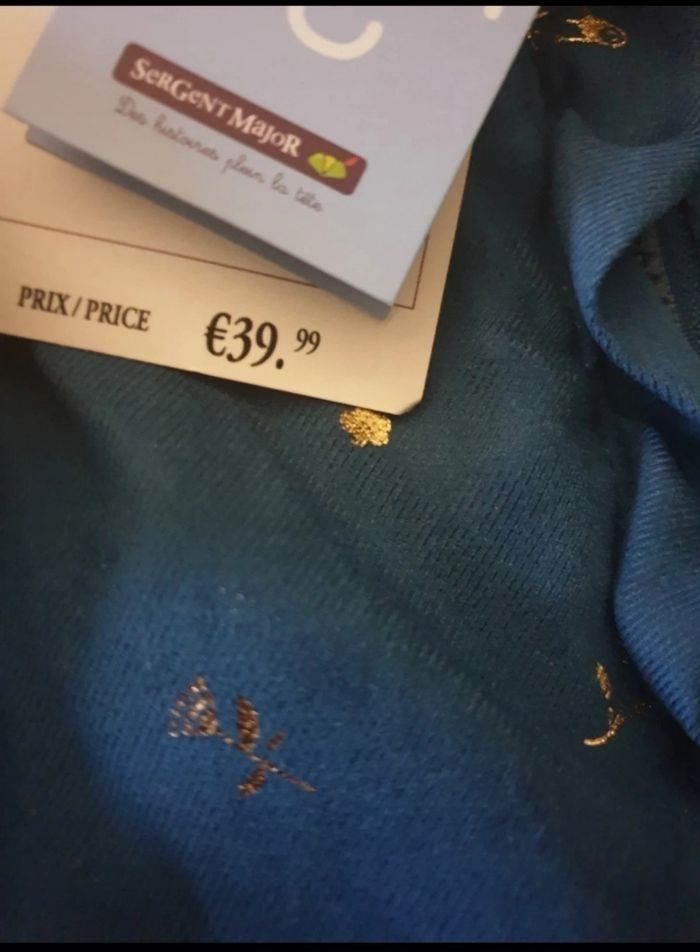 SeRGeNT MajoR
Des histoires plein la tête
PRIX / PRICE
€39.99